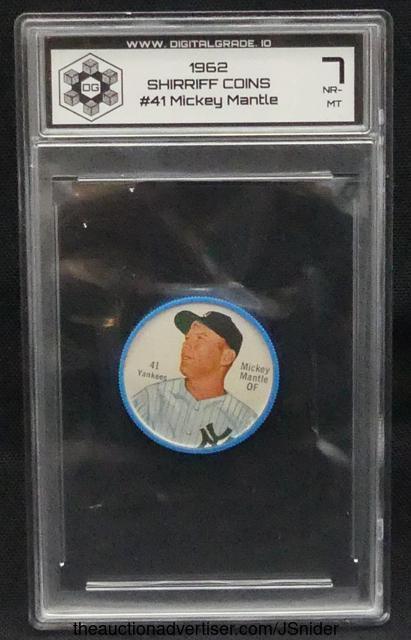 WWW. DIGITALGRADE. IO
1962
SHIRRIFF COINS
#41 Mickey Mantle
DG
7
NR-
MT
41
Yankees
Mickey
Mantle
OF
theauctionadvertiser.com/JSnider